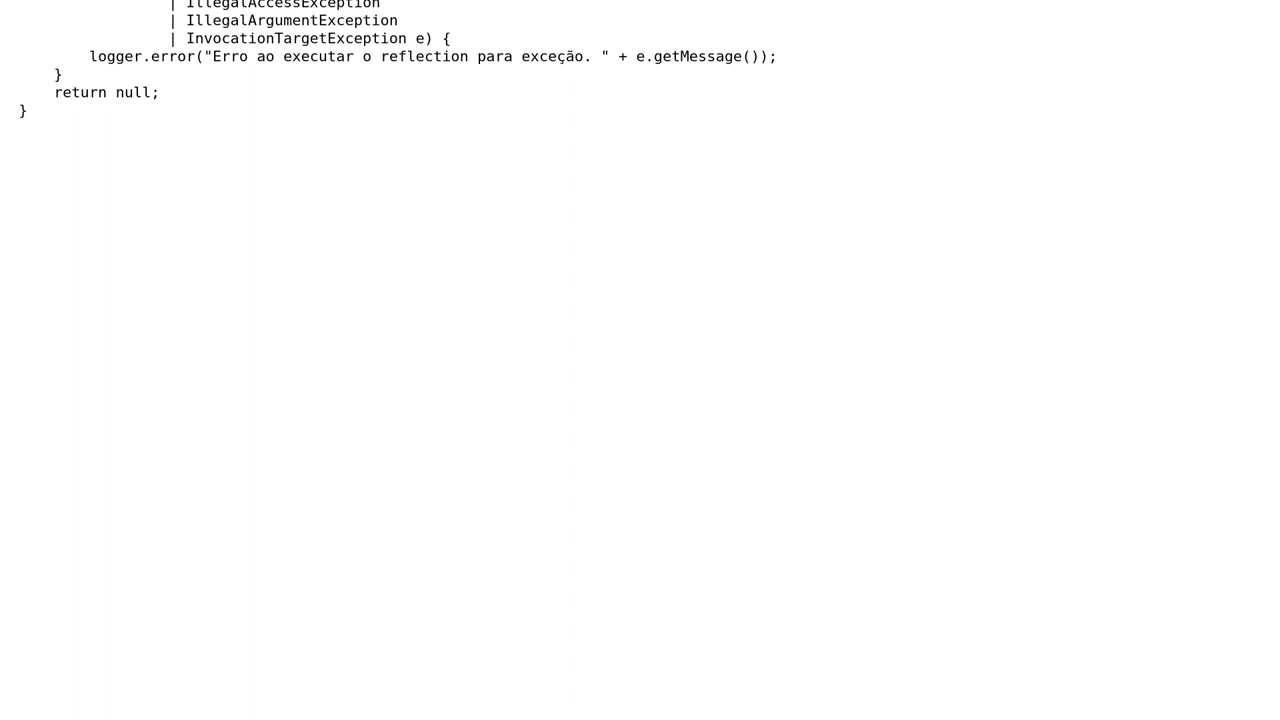 | IllegalAccessException
| IllegalArgumentException
| InvocationTargetException e) {
logger.error("Erro ao executar o reflection para exceção. " + e.getMessage());
}
return null;
}